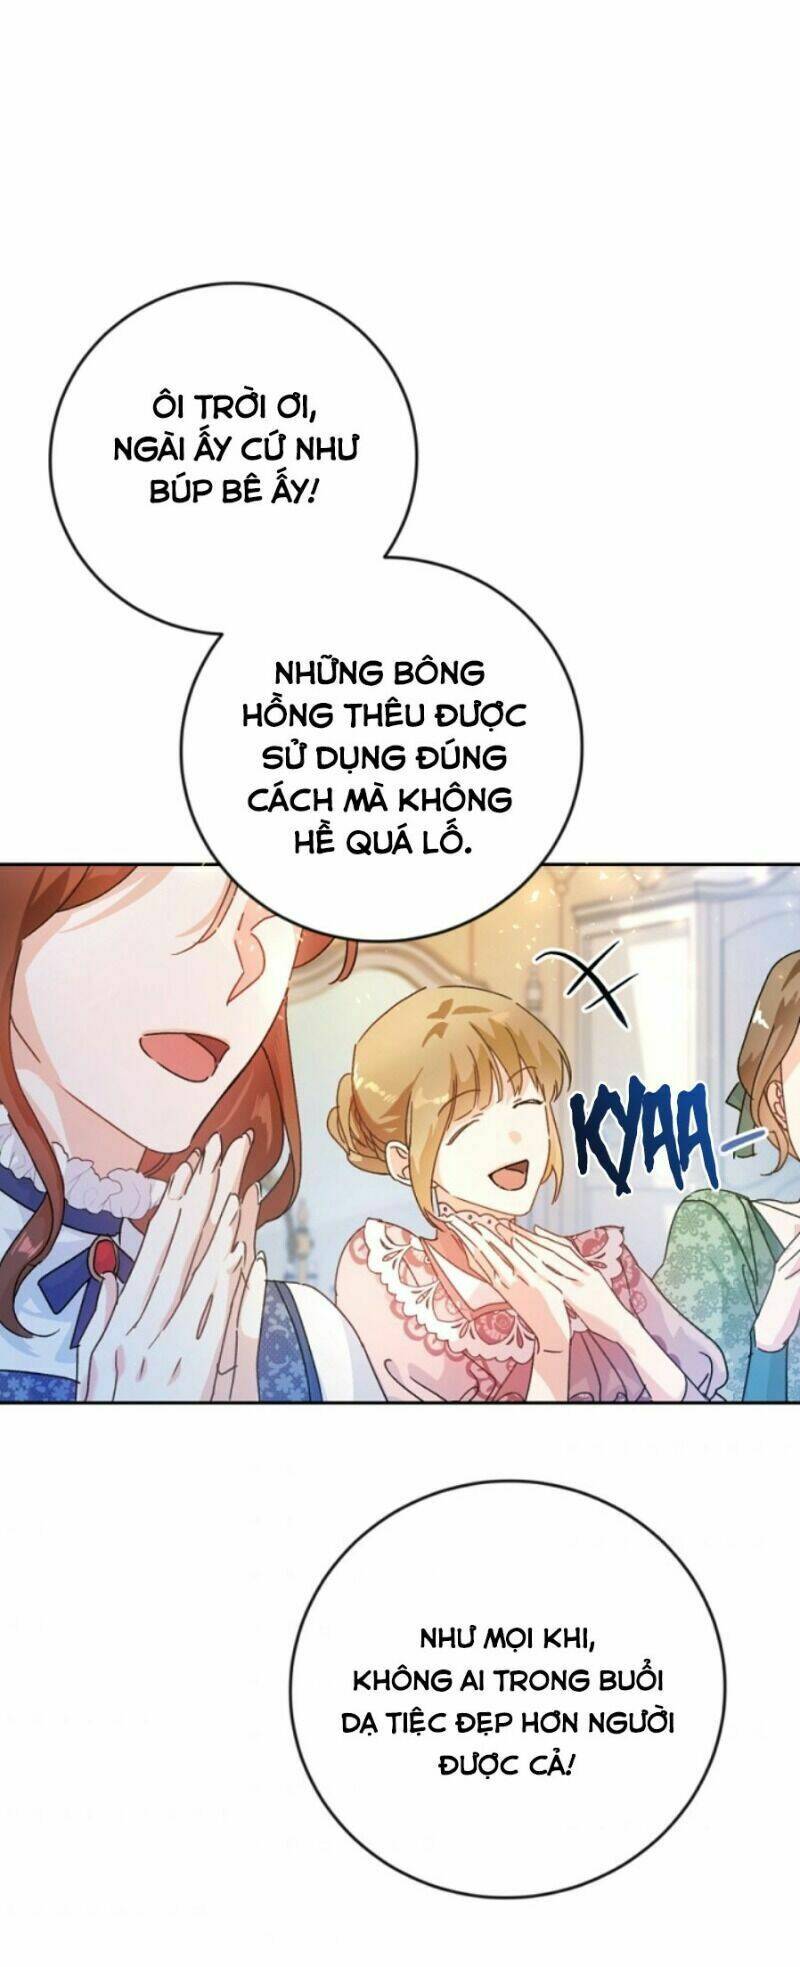 ÔI TRỜI ƠI,
NGÀI ẤY CỨ NHƯ
BÚP BÊ ẤY!
NHỮNG BÔNG
HỒNG THÊU ĐƯỢC
SỬ DỤNG ĐÚNG
CÁCH MÀ KHÔNG
HỀ QUÁ LỐ.
KYAA
NHƯ MỌI KHI,
KHÔNG AI TRONG BUỔI
DẠ TIỆC ĐẸP HƠN NGƯỜI
ĐƯỢC CẢ!